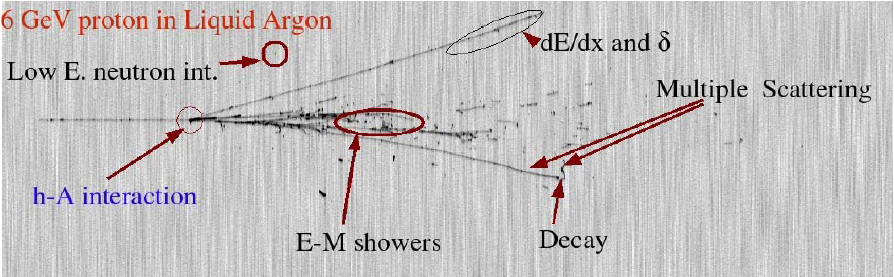 6 GeV proton in Liquid Argon
Low E. neutron int.
dE/dx and δ
Multiple Scattering
h-A interaction
E-M showers
Decay